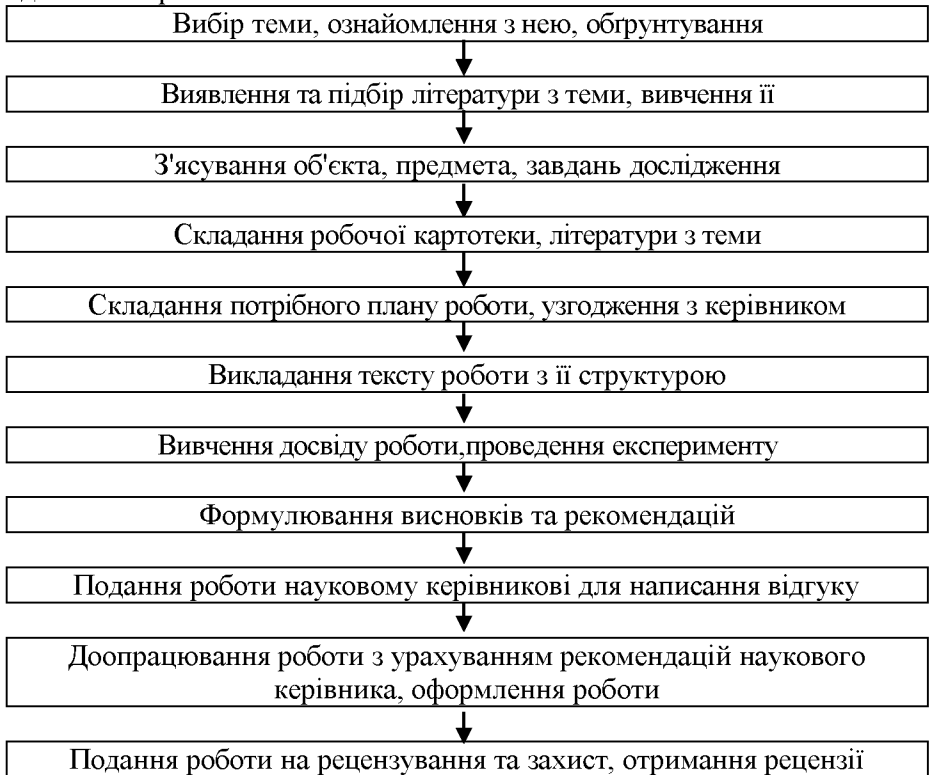 Вибір теми, ознайомлення з нею, обґрунтування
Виявлення та підбір літератури з теми, вивчення її
З'ясування об'єкта, предмета, завдань дослідження
Складання робочої картотеки, літератури з теми
Складання потрібного плану роботи, узгодження з керівником
Викладання тексту роботи з її структурою
Вивчення досвіду роботи,проведення експерименту
Формулювання висновків та рекомендацій
Подання роботи науковому керівникові для написання відгуку
Доопрацювання роботи з урахуванням рекомендацій наукового
керівника, оформлення роботи
Подання роботи на рецензування та захист, отримання рецензії